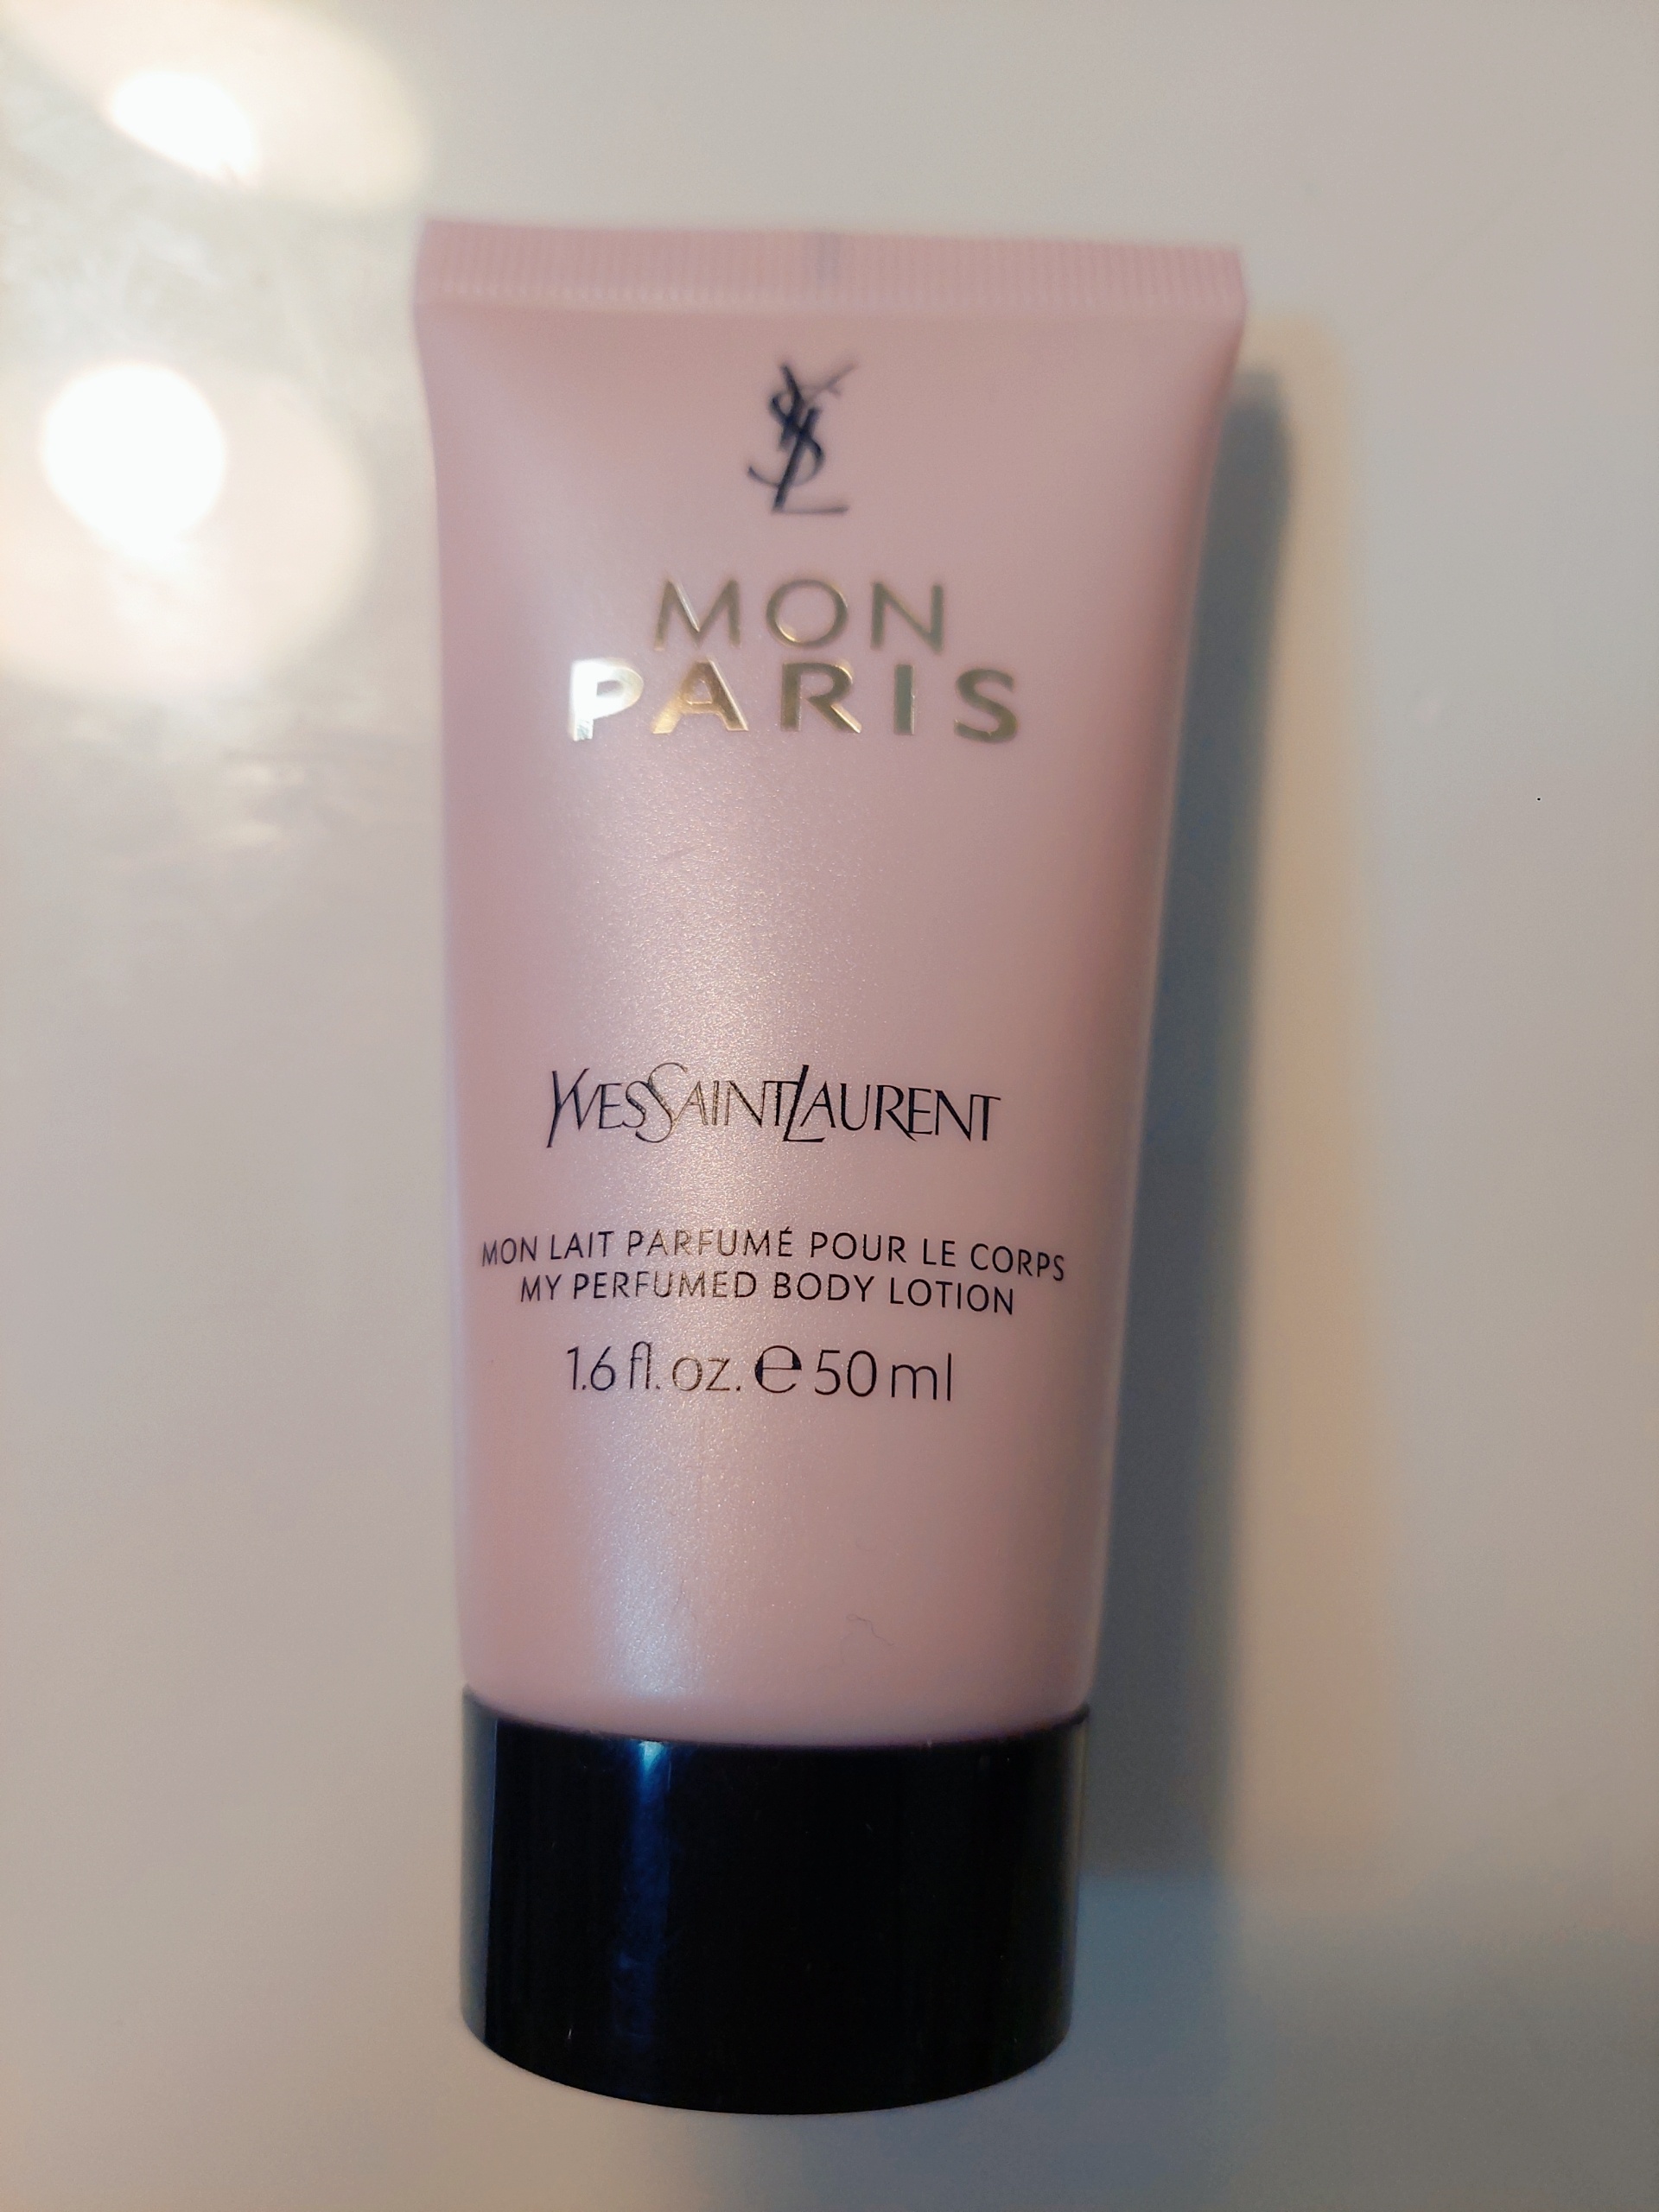 YSL
MON
PARIS
YVESSAINTLAURENT
MON LAIT PARFUMÉ POUR LE CORPS
MY PERFUMED BODY LOTION
1.6 fl. oz. e 50 ml